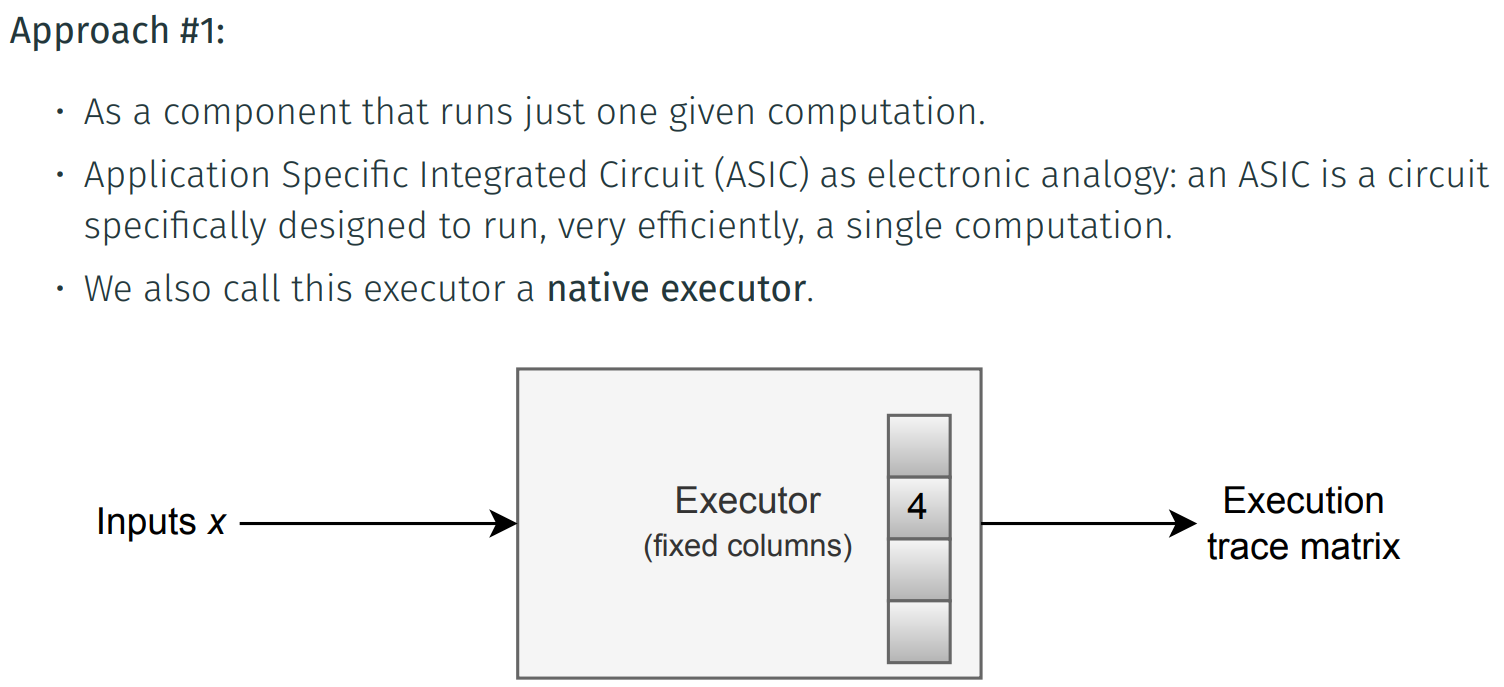 Approach #1:
· As a component that runs just one given computation.
· Application Specific Integrated Circuit (ASIC) as electronic analogy: an ASIC is a circuit
specifically designed to run, very efficiently, a single computation.
· We also call this executor a native executor.
Inputs x
Executor
(fixed columns)
4
Execution
trace matrix